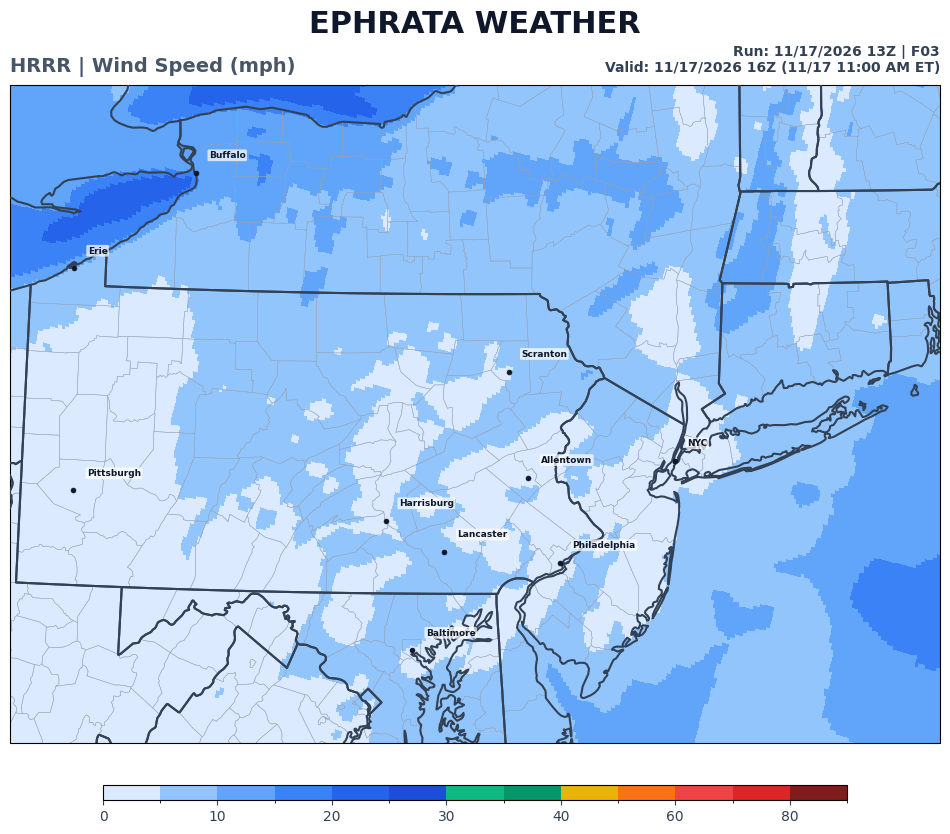 EPHRATA WEATHER
HRRR | Wind Speed (mph)
Run: 11/17/2026 13Z | F03
Valid: 11/17/2026 16Z (11/17 11:00 AM ET)
Buffalo
Erie
Scranton
NYC
Pittsburgh
Allentown
Harrisburg
Lancaster
Philadelphia
Baltimore
0 10 20 30 40 60 80